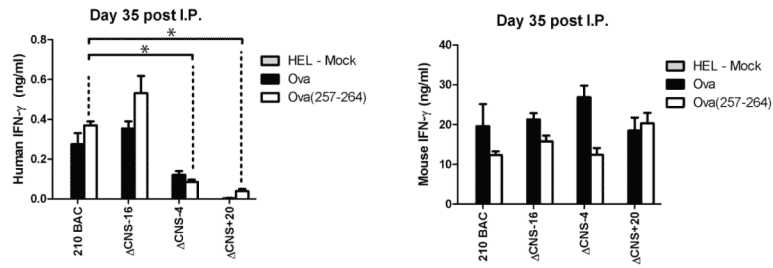 Day 35 post I.P.
*
*
Human IFN-γ (ng/ml)
0.8
0.6
0.4
0.2
0.0
210 BAC
ΔCNS-16
ΔCNS-4
ΔCNS+20
HEL - Mock
Ova
Ova(257-264)
Day 35 post I.P.
Mouse IFN-γ (ng/ml)
40
30
20
10
0
210 BAC
ΔCNS-16
ΔCNS-4
ΔCNS+20
HEL - Mock
Ova
Ova(257-264)